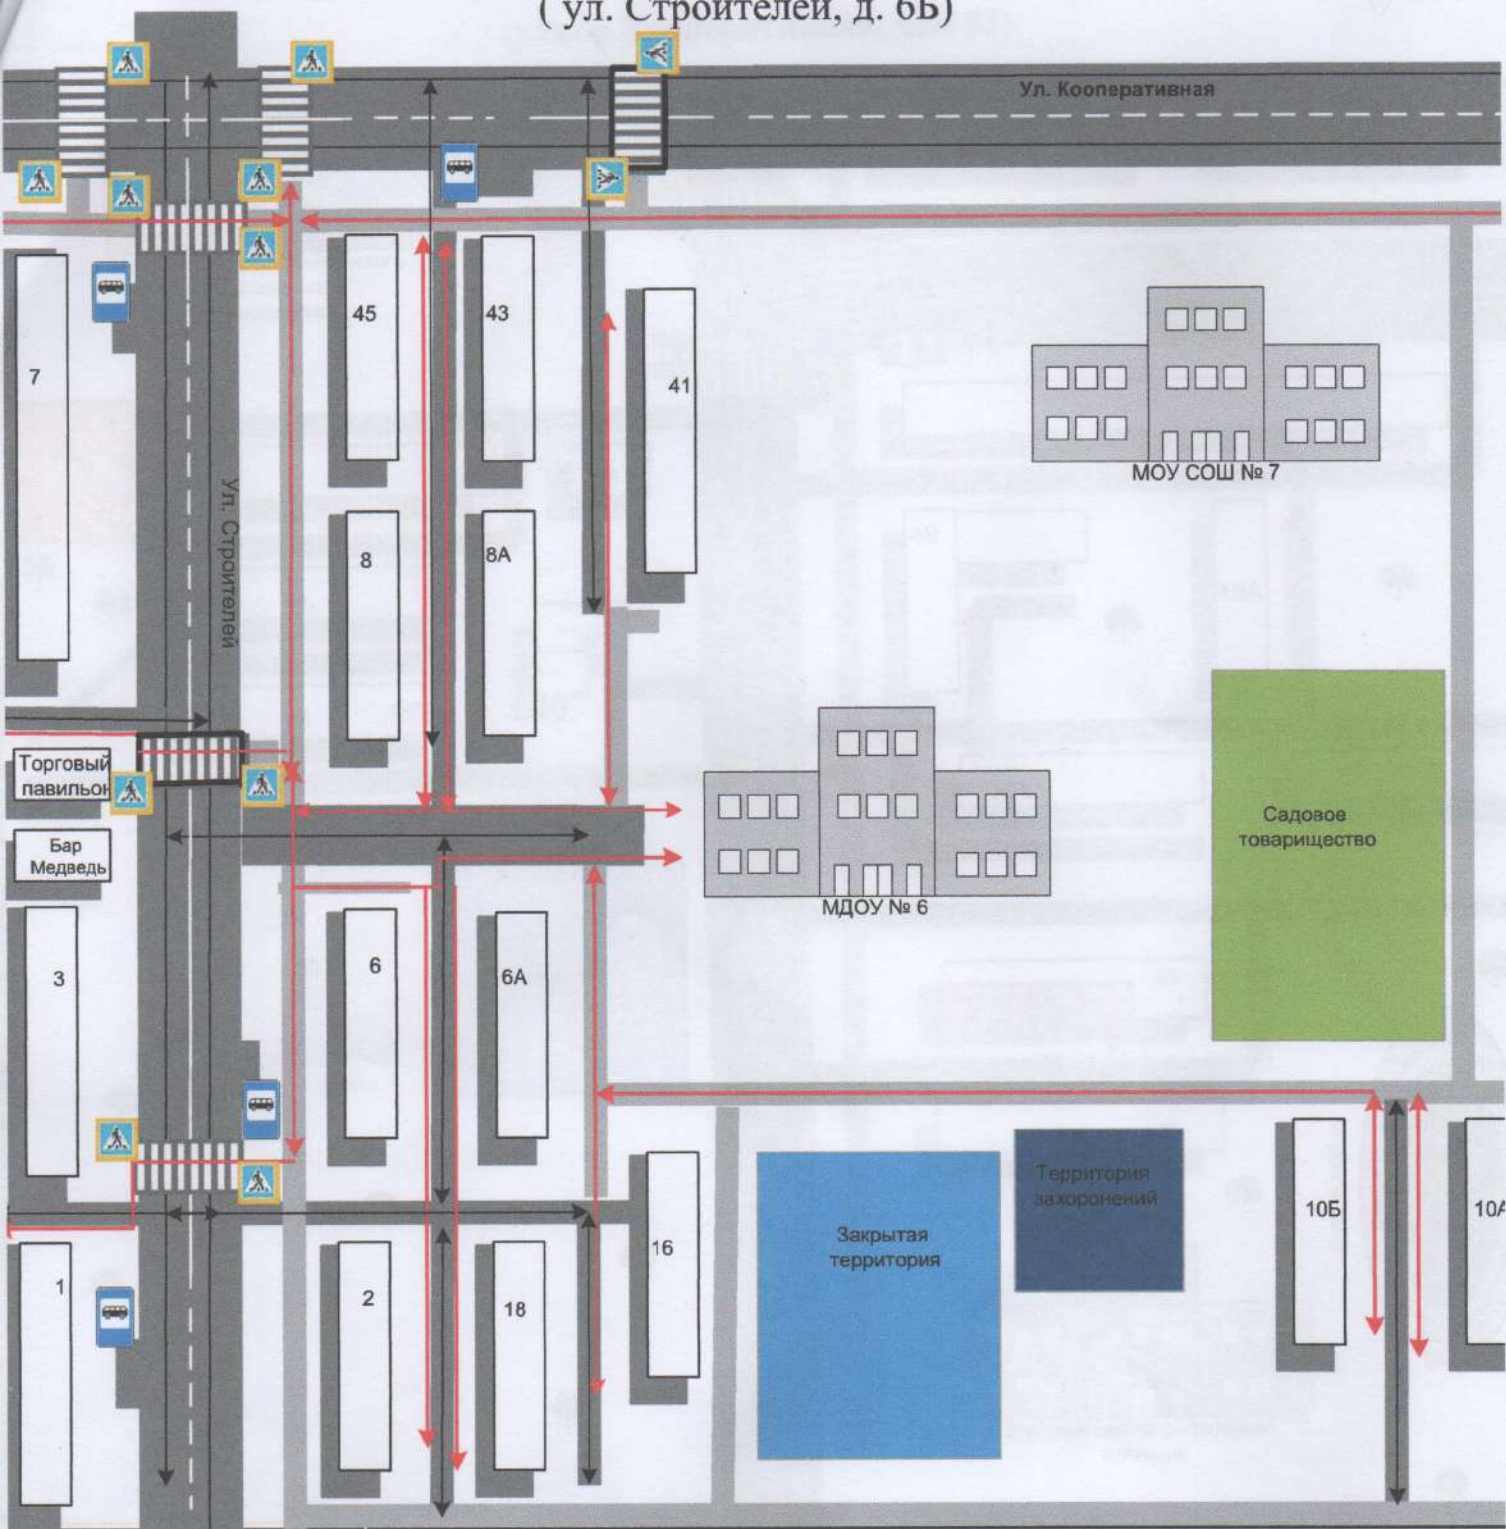 ( ул. Строителей, д. 6Б)
Ул. Кооперативная
45
43
7
41
МОУ СОШ № 7
Ул. Строителей
8
8А
Торговый
павильон
Бар
Медведь
Садовое
товарищество
МДОУ № 6
3
6
6А
Территория
захоронений
10Б
10А
Закрытая
территория
16
1
2
18